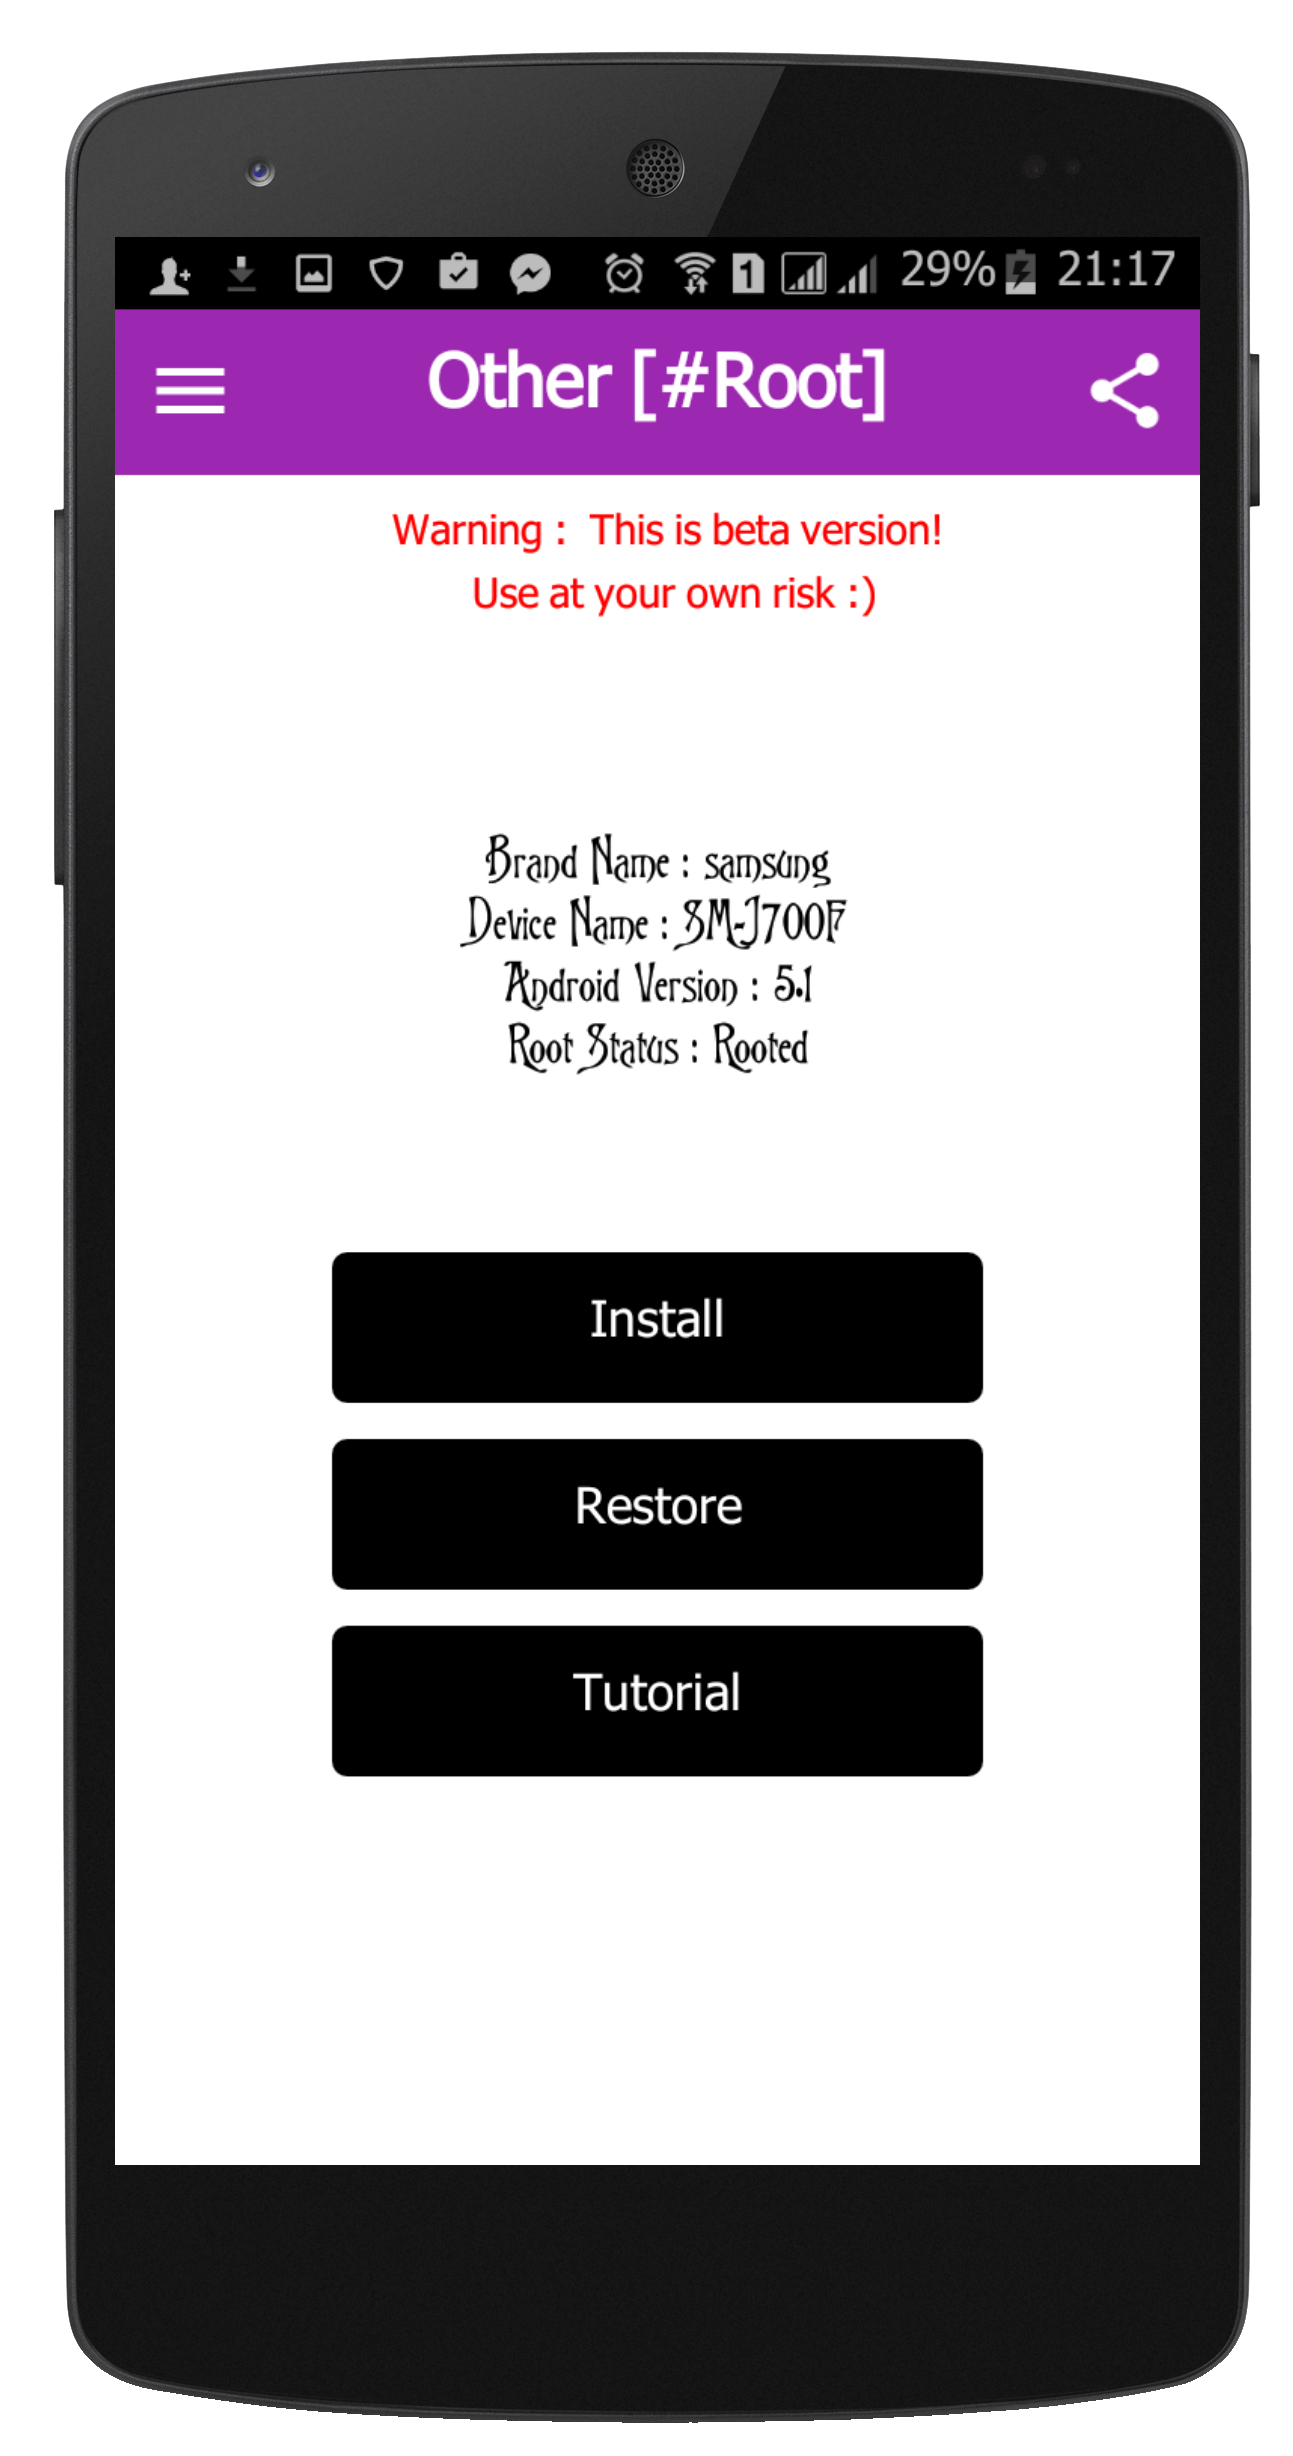 1 29% 21:17
Other [#Root]
Warning :  This is beta version!
Use at your own risk :)
Brand Name : samsung
Device Name : SM-J700F
Android Version : 5.1
Root Status : Rooted
Install
Restore
Tutorial